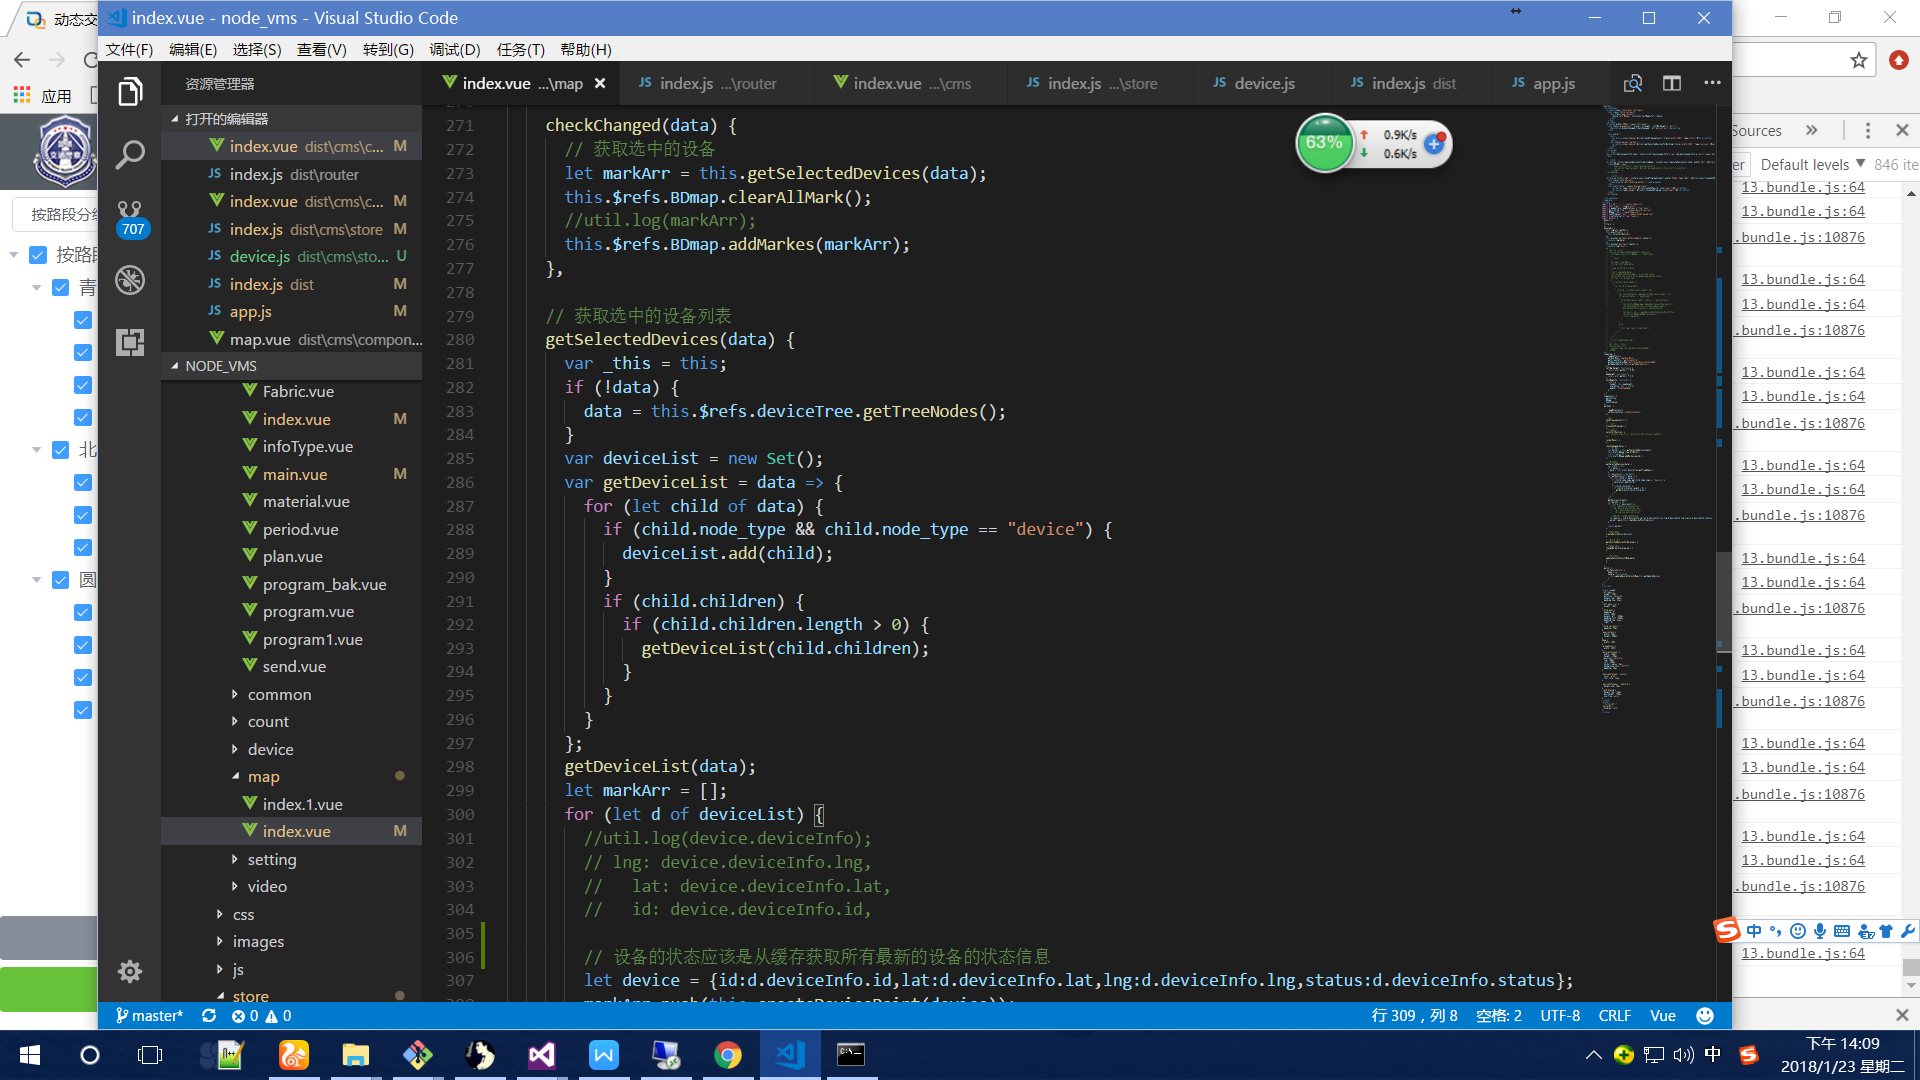 动态交
index.vue - node_vms - Visual Studio Code
文件(F) 编辑(E) 选择(S) 查看(V) 转到(G) 调试(D) 任务(T) 帮助(H)
应用
资源管理器
index.vue ...\map
JS index.js ...\router
index.vue ...\cms
JS index.js ...\store
JS device.js
JS index.js dist
JS app.js
打开的编辑器
index.vue dist\cms\c... M
JS index.js dist\router
index.vue dist\cms\c... M
JS index.js dist\cms\store M
JS device.js dist\cms\sto... U
JS index.js dist M
JS app.js M
map.vue dist\cms\compon...
707
NODE_VMS
Fabric.vue
index.vue M
infoType.vue
main.vue M
material.vue
period.vue
plan.vue
program_bak.vue
program.vue
program1.vue
send.vue
common
count
device
map
index.1.vue
index.vue M
setting
video
css
images
js
store
按路段分
按路
青
北
圆
271 checkChanged(data) {
272 // 获取选中的设备
273 let markArr = this.getSelectedDevices(data);
274 this.$refs.BDmap.clearAllMark();
275 //util.log(markArr);
276 this.$refs.BDmap.addMarkes(markArr);
277 },
278
279 // 获取选中的设备列表
280 getSelectedDevices(data) {
281 var _this = this;
282 if (!data) {
283 data = this.$refs.deviceTree.getTreeNodes();
284 }
285 var deviceList = new Set();
286 var getDeviceList = data => {
287 for (let child of data) {
288 if (child.node_type && child.node_type == "device") {
289 deviceList.add(child);
290 }
291 if (child.children) {
292 if (child.children.length > 0) {
293 getDeviceList(child.children);
294 }
295 }
296 }
297 };
298 getDeviceList(data);
299 let markArr = [];
300 for (let d of deviceList) {
301 //util.log(device.deviceInfo);
302 // lng: device.deviceInfo.lng,
303 // lat: device.deviceInfo.lat,
304 // id: device.deviceInfo.id,
305
306 // 设备的状态应该是从缓存获取所有最新的设备的状态信息
307 let device = {id:d.deviceInfo.id,lat:d.deviceInfo.lat,lng:d.deviceInfo.lng,status:d.deviceInfo.status};
63%
0.9K/s
0.6K/s
Sources
Default levels
846 ite
13.bundle.js:64
13.bundle.js:64
.bundle.js:10876
13.bundle.js:64
13.bundle.js:64
.bundle.js:10876
13.bundle.js:64
13.bundle.js:64
.bundle.js:10876
13.bundle.js:64
13.bundle.js:64
.bundle.js:10876
13.bundle.js:64
13.bundle.js:64
.bundle.js:10876
13.bundle.js:64
13.bundle.js:64
.bundle.js:10876
13.bundle.js:64
13.bundle.js:64
.bundle.js:10876
13.bundle.js:64
13.bundle.js:64
.bundle.js:10876
中
13.bundle.js:64
master* 0 0
行 309，列 8 空格: 2 UTF-8 CRLF Vue
中
下午 14:09
2018/1/23 星期二